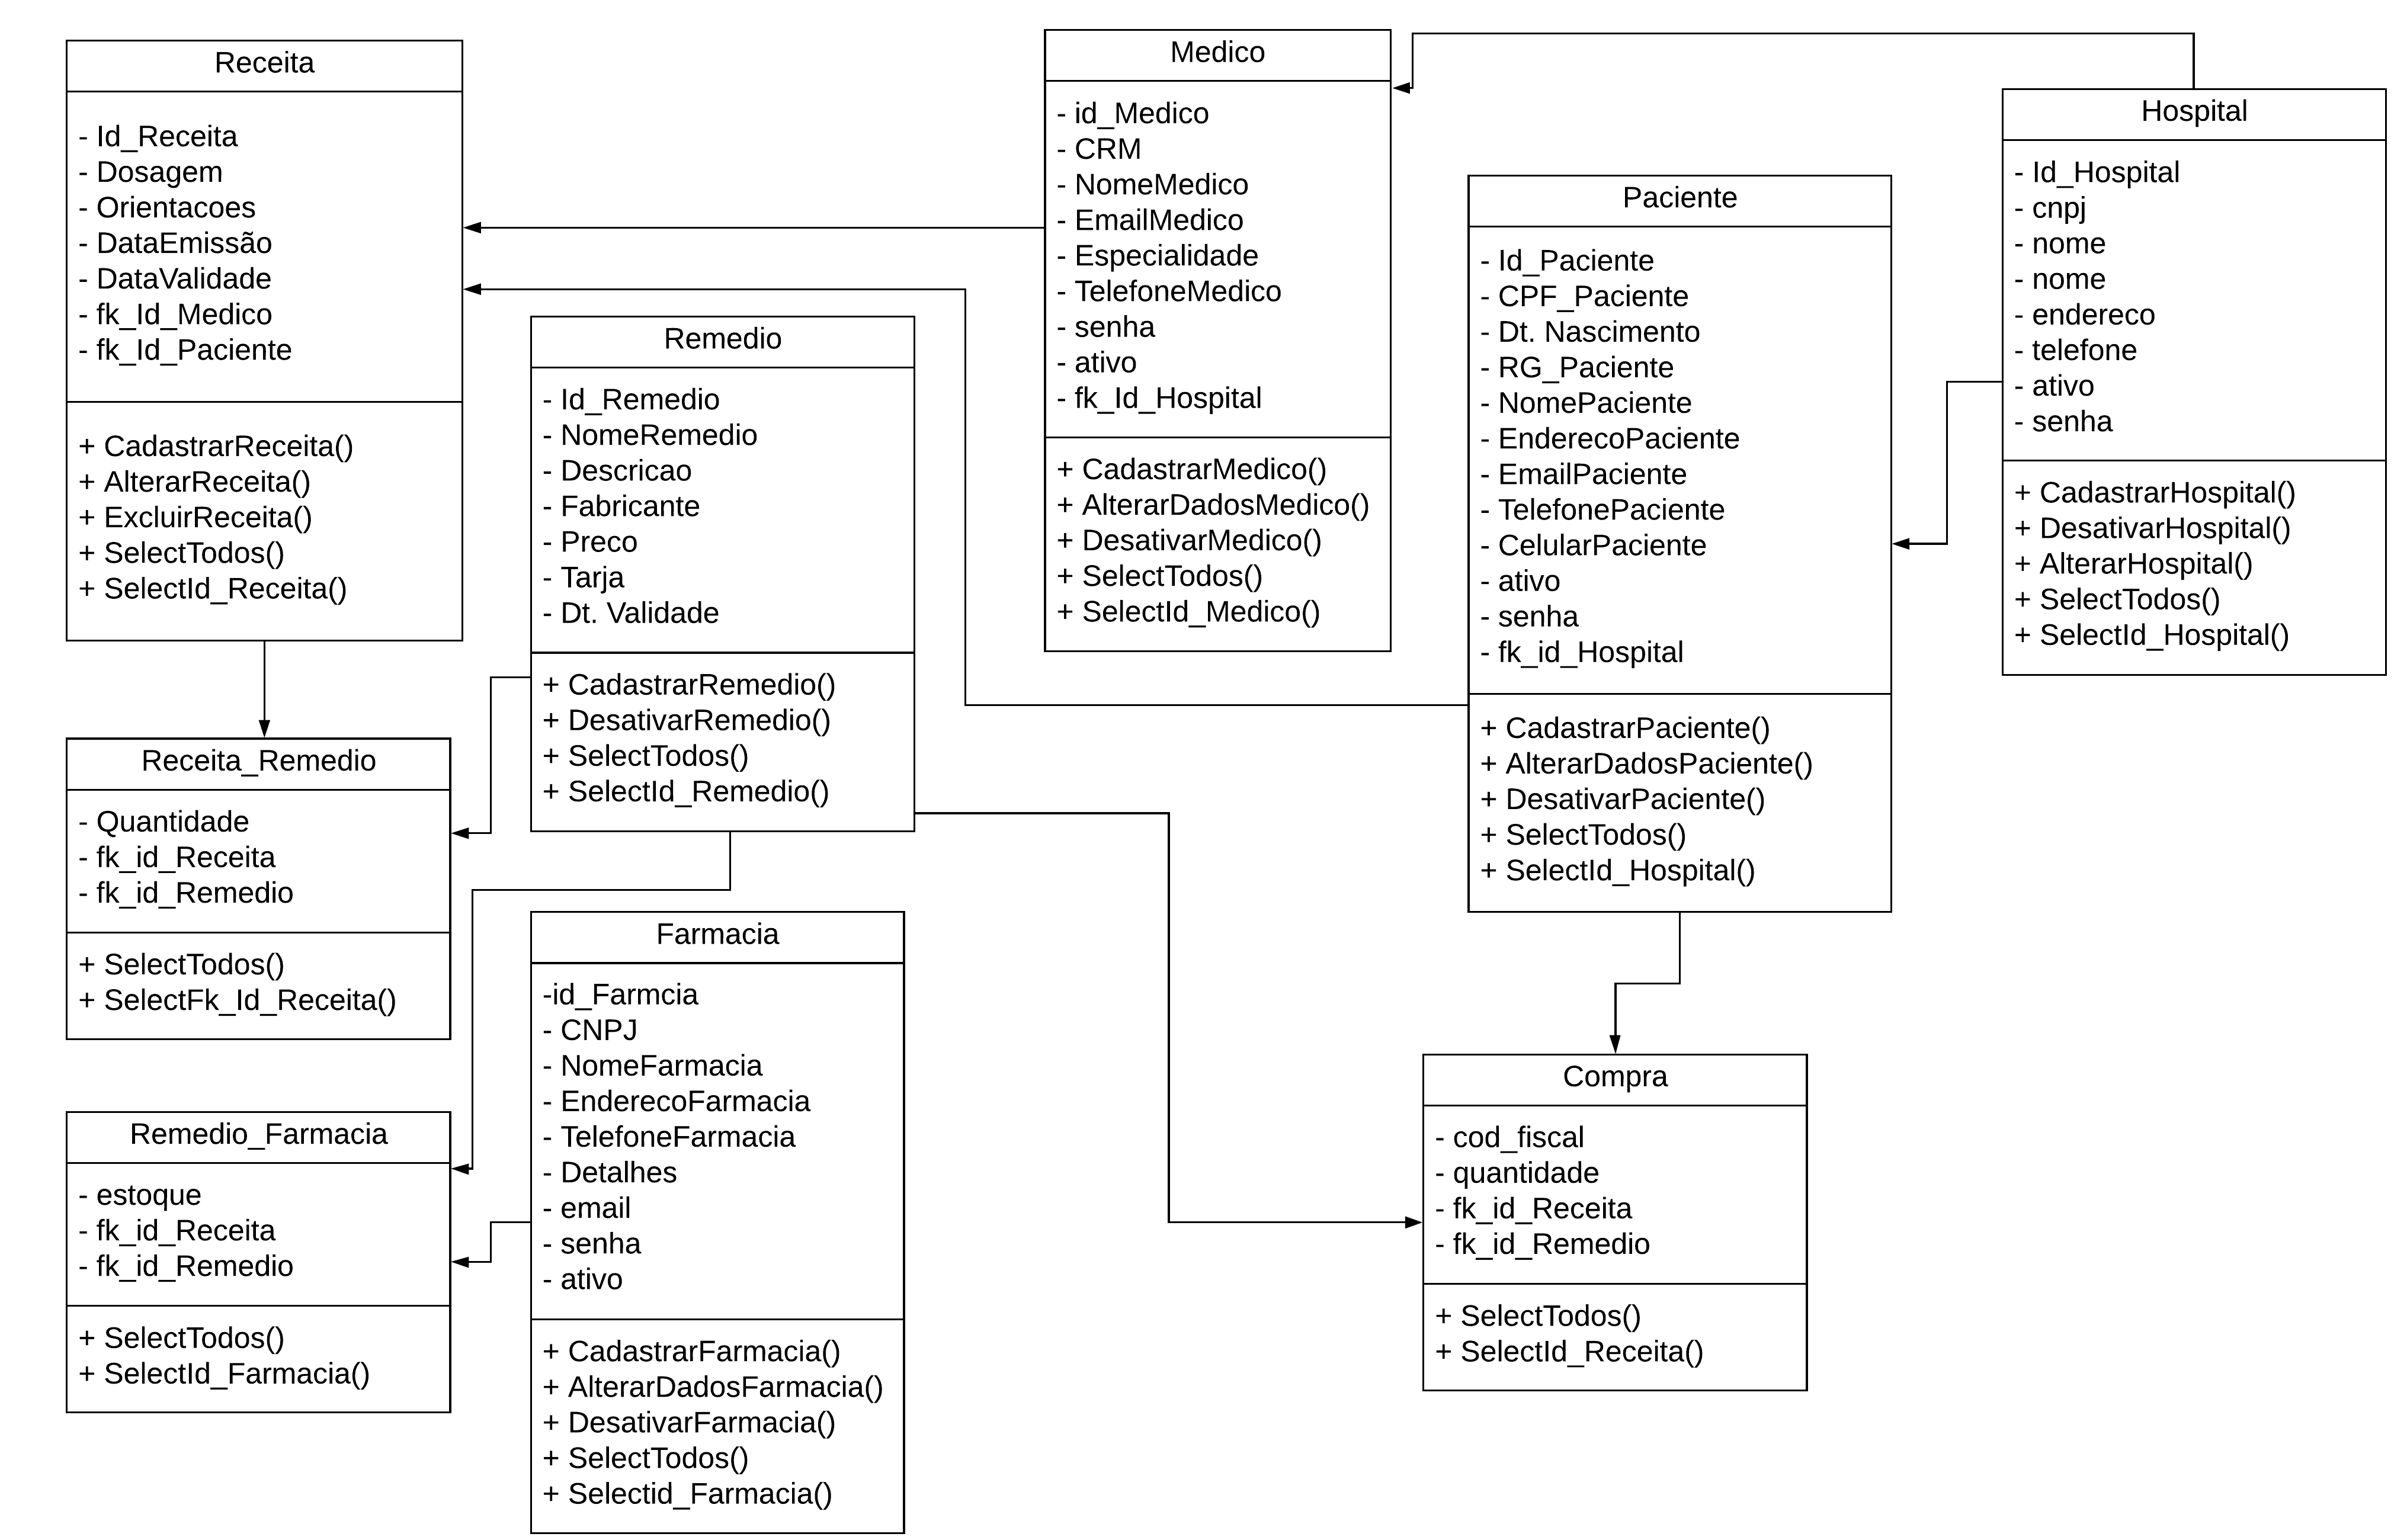 Receita
- Id_Receita
- Dosagem
- Orientacoes
- DataEmissão
- DataValidade
- fk_Id_Medico
- fk_Id_Paciente
+ CadastrarReceita()
+ AlterarReceita()
+ ExcluirReceita()
+ SelectTodos()
+ SelectId_Receita()
Medico
- id_Medico
- CRM
- NomeMedico
- EmailMedico
- Especialidade
- TelefoneMedico
- senha
- ativo
- fk_Id_Hospital
+ CadastrarMedico()
+ AlterarDadosMedico()
+ DesativarMedico()
+ SelectTodos()
+ SelectId_Medico()
Hospital
- Id_Hospital
- cnpj
- nome
- nome
- endereco
- telefone
- ativo
- senha
+ CadastrarHospital()
+ DesativarHospital()
+ AlterarHospital()
+ SelectTodos()
+ SelectId_Hospital()
Paciente
- Id_Paciente
- CPF_Paciente
- Dt. Nascimento
- RG_Paciente
- NomePaciente
- EnderecoPaciente
- EmailPaciente
- TelefonePaciente
- CelularPaciente
- ativo
- senha
- fk_id_Hospital
+ CadastrarPaciente()
+ AlterarDadosPaciente()
+ DesativarPaciente()
+ SelectTodos()
+ SelectId_Hospital()
Remedio
- Id_Remedio
- NomeRemedio
- Descricao
- Fabricante
- Preco
- Tarja
- Dt. Validade
+ CadastrarRemedio()
+ DesativarRemedio()
+ SelectTodos()
+ SelectId_Remedio()
Receita_Remedio
- Quantidade
- fk_id_Receita
- fk_id_Remedio
+ SelectTodos()
+ SelectFk_Id_Receita()
Farmacia
-id_Farmcia
- CNPJ
- NomeFarmacia
- EnderecoFarmacia
- TelefoneFarmacia
- Detalhes
- email
- senha
- ativo
+ CadastrarFarmacia()
+ AlterarDadosFarmacia()
+ DesativarFarmacia()
+ SelectTodos()
+ Selectid_Farmacia()
Remedio_Farmacia
- estoque
- fk_id_Receita
- fk_id_Remedio
+ SelectTodos()
+ SelectId_Farmacia()
Compra
- cod_fiscal
- quantidade
- fk_id_Receita
- fk_id_Remedio
+ SelectTodos()
+ SelectId_Receita()